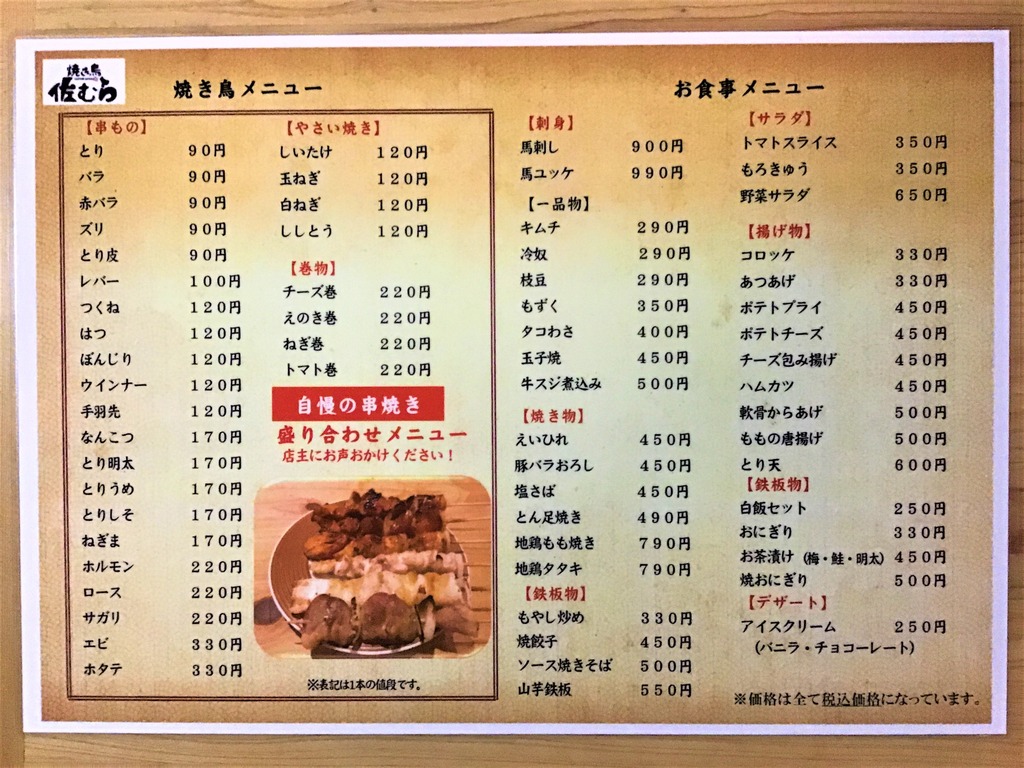 焼き鳥
佐むら
焼き鳥メニュー
【串もの】
とり 90円
バラ 90円
赤バラ 90円
ズリ 90円
とり皮 90円
レバー 100円
つくね 120円
はつ 120円
ぼんじり 120円
ウインナー 120円
手羽先 120円
なんこつ 170円
とり明太 170円
とりうめ 170円
とりしそ 170円
ねぎま 170円
ホルモン 220円
ロース 220円
サガリ 220円
エビ 330円
ホタテ 330円
【やさい焼き】
しいたけ 120円
玉ねぎ 120円
白ねぎ 120円
ししとう 120円
【巻物】
チーズ巻 220円
えのき巻 220円
ねぎ巻 220円
トマト巻 220円
自慢の串焼き
盛り合わせメニュー
店主にお声おかけください！
※表記は1本の値段です。
お食事メニュー
【刺身】
馬刺し 900円
馬ユッケ 990円
【一品物】
キムチ 290円
冷奴 290円
枝豆 290円
もずく 350円
タコわさ 400円
玉子焼 450円
牛スジ煮込み 500円
【焼き物】
えいひれ 450円
豚バラおろし 450円
塩さば 450円
とん足焼き 490円
地鶏もも焼き 790円
地鶏タタキ 790円
【鉄板物】
もやし炒め 330円
焼餃子 450円
ソース焼きそば 500円
山芋鉄板 550円
【サラダ】
トマトスライス 350円
もろきゅう 350円
野菜サラダ 650円
【揚げ物】
コロッケ 330円
あつあげ 330円
ポテトフライ 450円
ポテトチーズ 450円
チーズ包み揚げ 450円
ハムカツ 450円
軟骨からあげ 500円
ももの唐揚げ 500円
とり天 600円
【鉄板物】
白飯セット 250円
おにぎり 330円
お茶漬け（梅・鮭・明太） 450円
焼おにぎり 500円
【デザート】
アイスクリーム 250円
（バニラ・チョコーレート）
※価格は全て税込価格になっています。